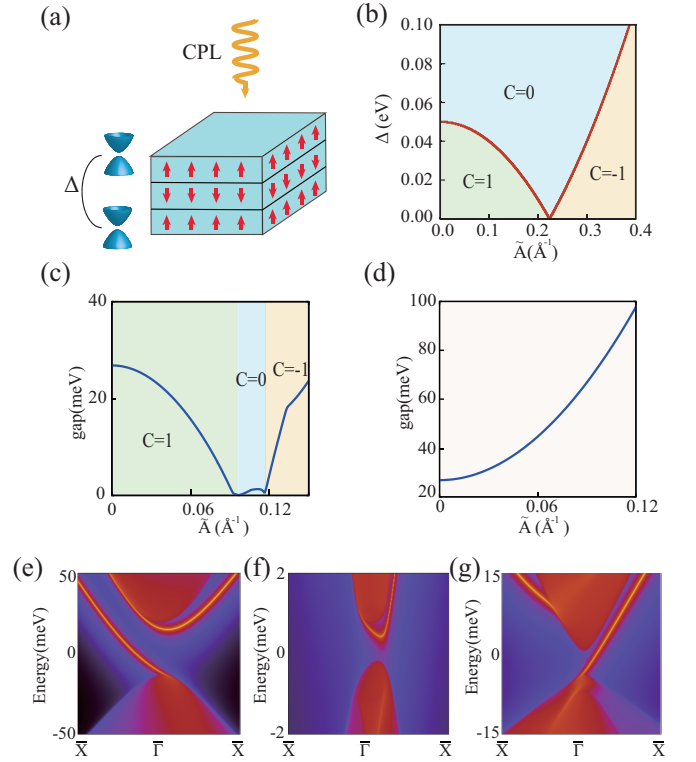 (a)
CPL
Δ
(b)
Δ (eV)
0.10
0.08
0.06
0.04
0.02
0.00
C=0
C=1
C=-1
0.0 0.1 0.2 0.3 0.4
Ã(Å⁻¹)
(c)
gap(meV)
40
20
0
C=1
C=0
C=-1
0 0.06 0.12
Ã (Å⁻¹)
(d)
gap(meV)
100
80
60
40
20
0 0.06 0.12
Ã (Å⁻¹)
(e)
Energy(meV)
50
0
-50
X̄ Γ̄ X̄
(f)
Energy(meV)
2
0
-2
X̄ Γ̄ X̄
(g)
Energy(meV)
15
0
-15
X̄ Γ̄ X̄